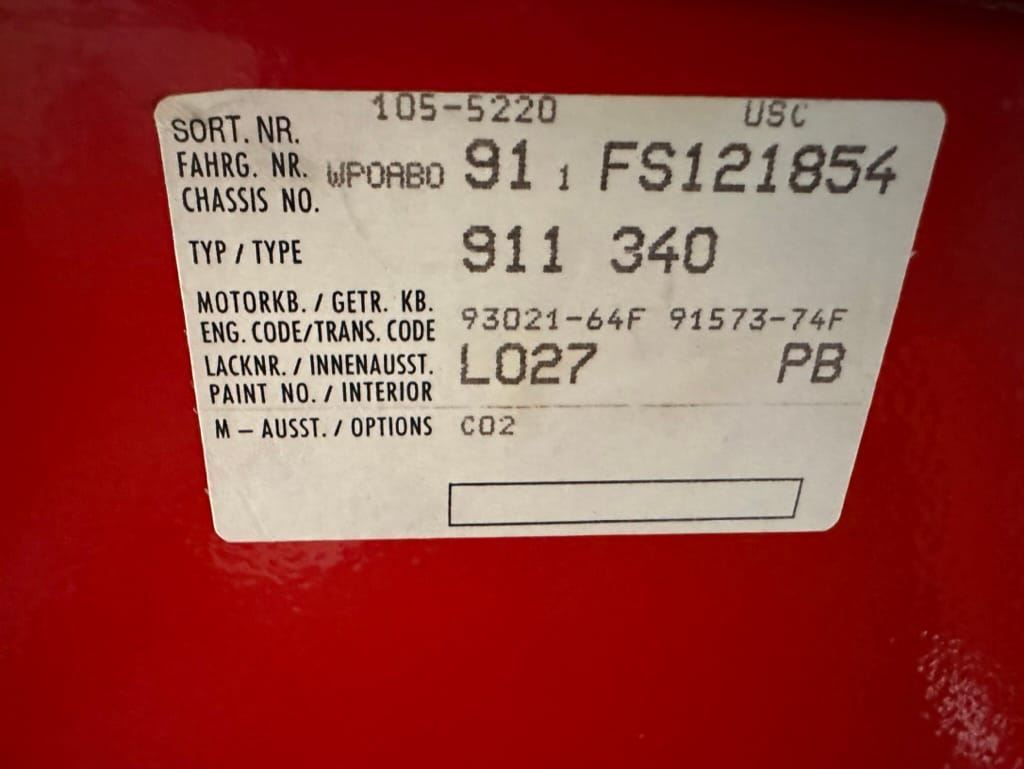 105-5220 USC
SORT. NR.
FAHRG. NR. WPOAB0 91 1 FS121854
CHASSIS NO.
TYP / TYPE 911 340
MOTORKB. / GETR. KB.
ENG. CODE/TRANS. CODE 93021-64F 91573-74F
LACKNR. / INNENAUSST. L027 PB
PAINT NO. / INTERIOR
M – AUSST. / OPTIONS C02